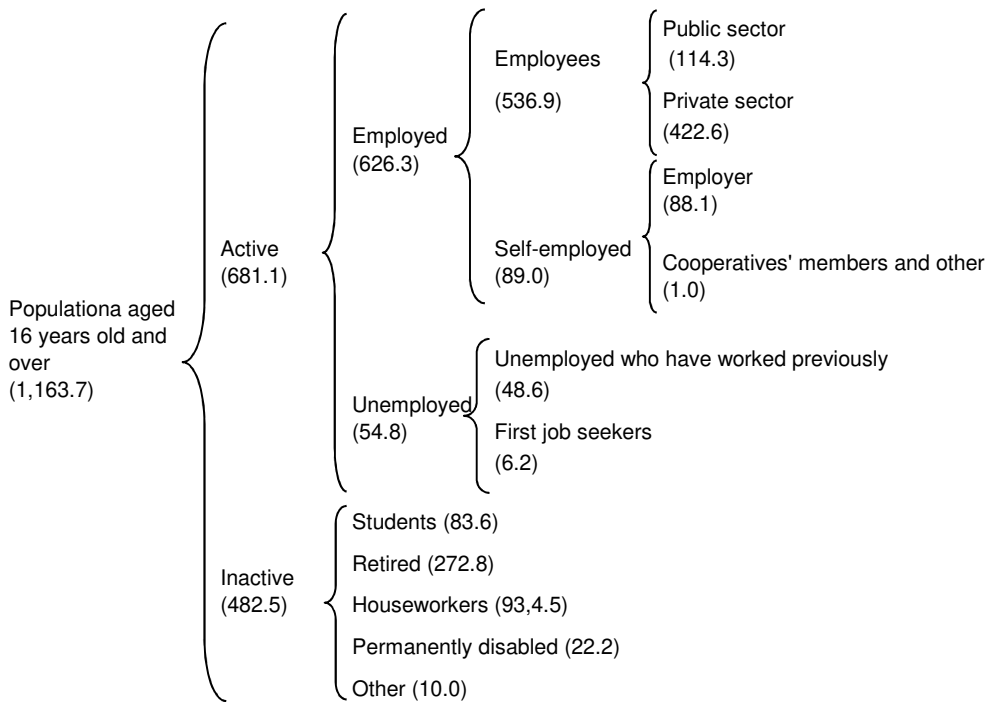 Populationa aged
16 years old and
over
(1,163.7)
Active
(681.1)
Employed
(626.3)
Employees
(536.9)
Public sector
(114.3)
Private sector
(422.6)
Self-employed
(89.0)
Employer
(88.1)
Cooperatives' members and other
(1.0)
Unemployed
(54.8)
Unemployed who have worked previously
(48.6)
First job seekers
(6.2)
Inactive
(482.5)
Students (83.6)
Retired (272.8)
Houseworkers (93,4.5)
Permanently disabled (22.2)
Other (10.0)